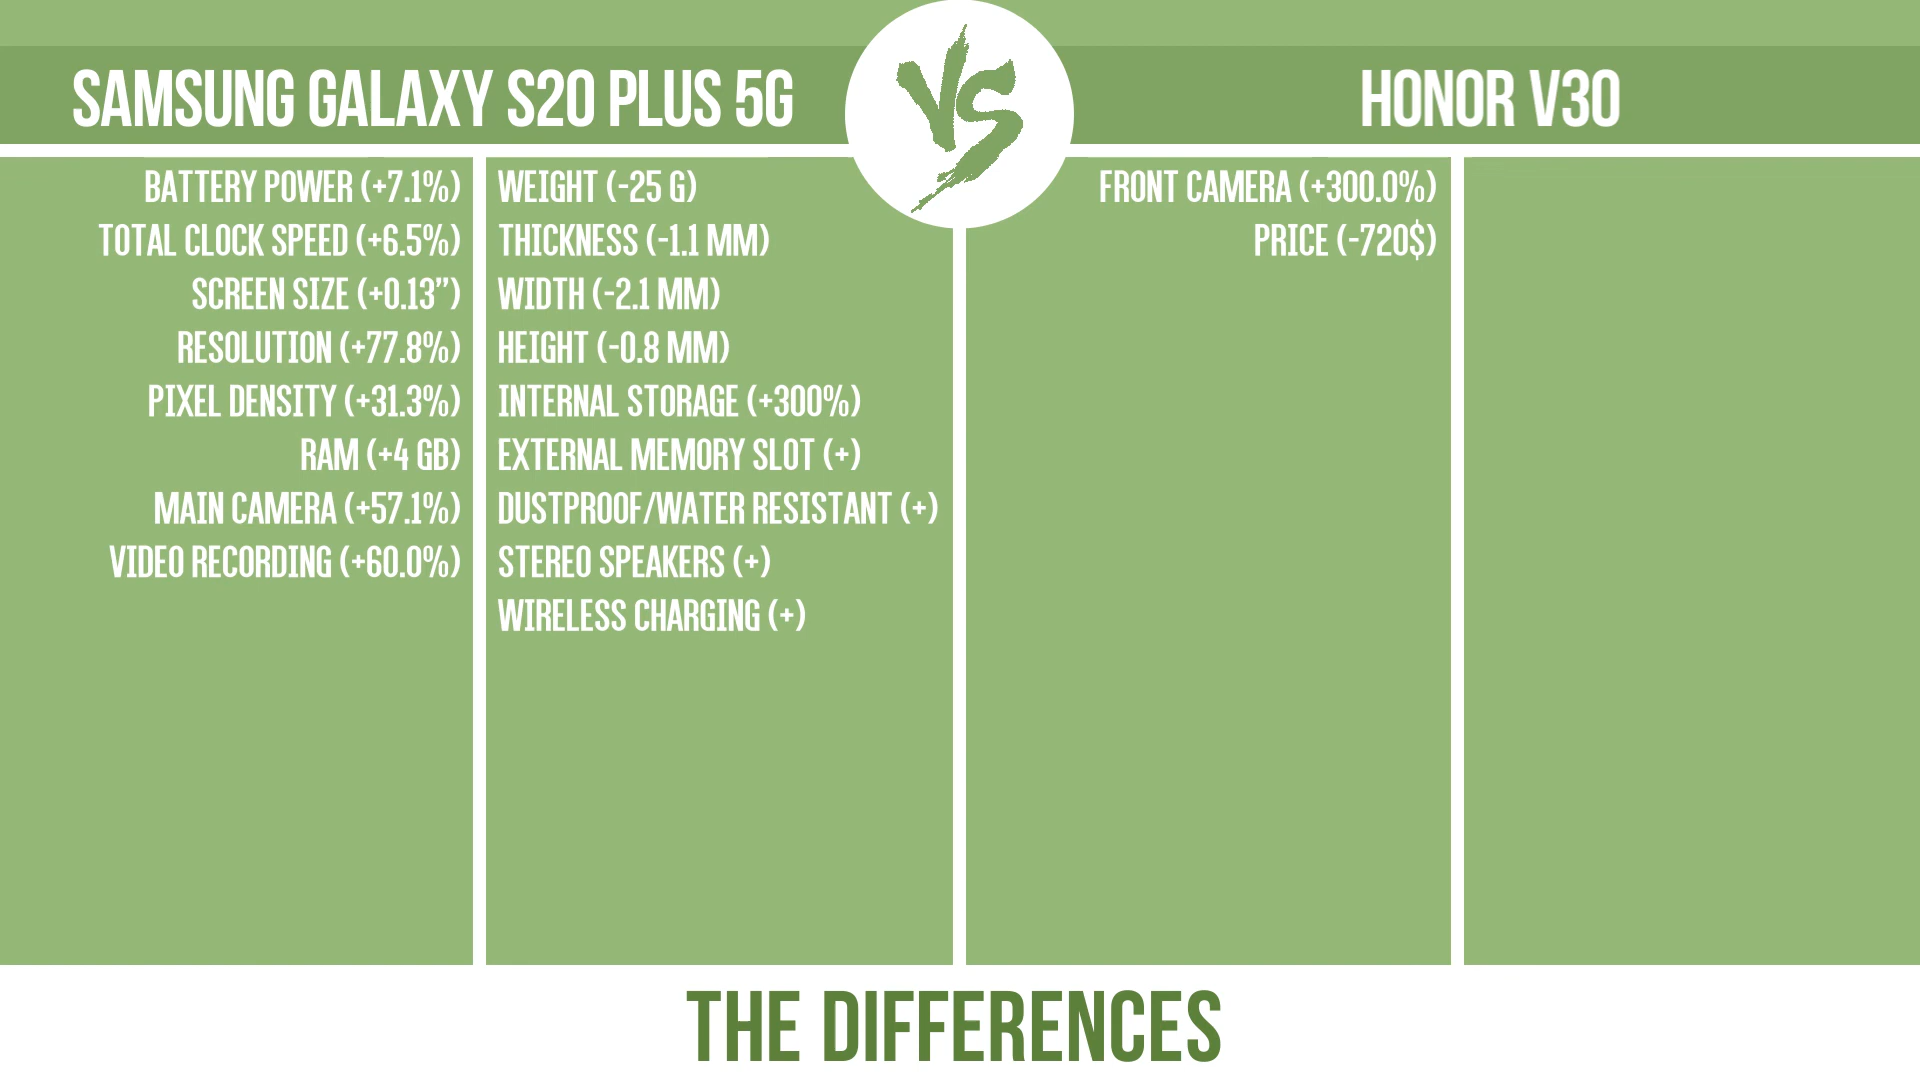 SAMSUNG GALAXY S20 PLUS 5G
VS
HONOR V30
BATTERY POWER (+7.1%)
TOTAL CLOCK SPEED (+6.5%)
SCREEN SIZE (+0.13”)
RESOLUTION (+77.8%)
PIXEL DENSITY (+31.3%)
RAM (+4 GB)
MAIN CAMERA (+57.1%)
VIDEO RECORDING (+60.0%)
WEIGHT (-25 G)
THICKNESS (-1.1 MM)
WIDTH (-2.1 MM)
HEIGHT (-0.8 MM)
INTERNAL STORAGE (+300%)
EXTERNAL MEMORY SLOT (+)
DUSTPROOF/WATER RESISTANT (+)
STEREO SPEAKERS (+)
WIRELESS CHARGING (+)
FRONT CAMERA (+300.0%)
PRICE (-720$)
THE DIFFERENCES